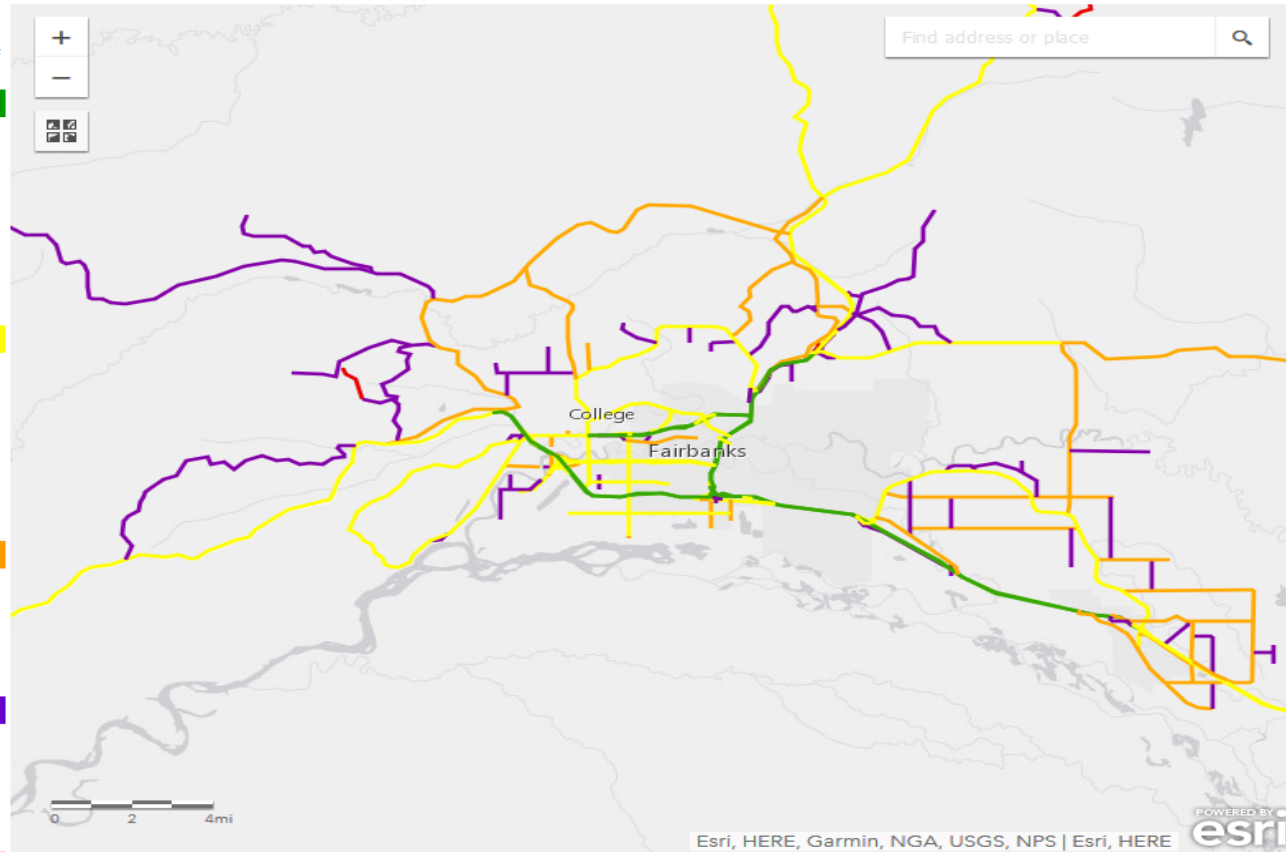 +
Find address or place
−
College
Fairbanks
0 2 4mi
POWERED BY
esri
Esri, HERE, Garmin, NGA, USGS, NPS | Esri, HERE